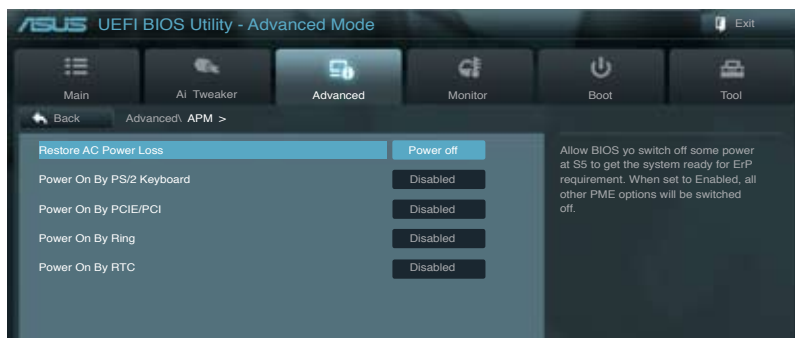 ASUS UEFI BIOS Utility - Advanced Mode
Exit
Main
Ai Tweaker
Advanced
Monitor
Boot
Tool
Back
Advanced\ APM >
Restore AC Power Loss
Power off
Power On By PS/2 Keyboard
Disabled
Power On By PCIE/PCI
Disabled
Power On By Ring
Disabled
Power On By RTC
Disabled
Allow BIOS yo switch off some power
at S5 to get the system ready for ErP
requirement. When set to Enabled, all
other PME options will be switched
off.